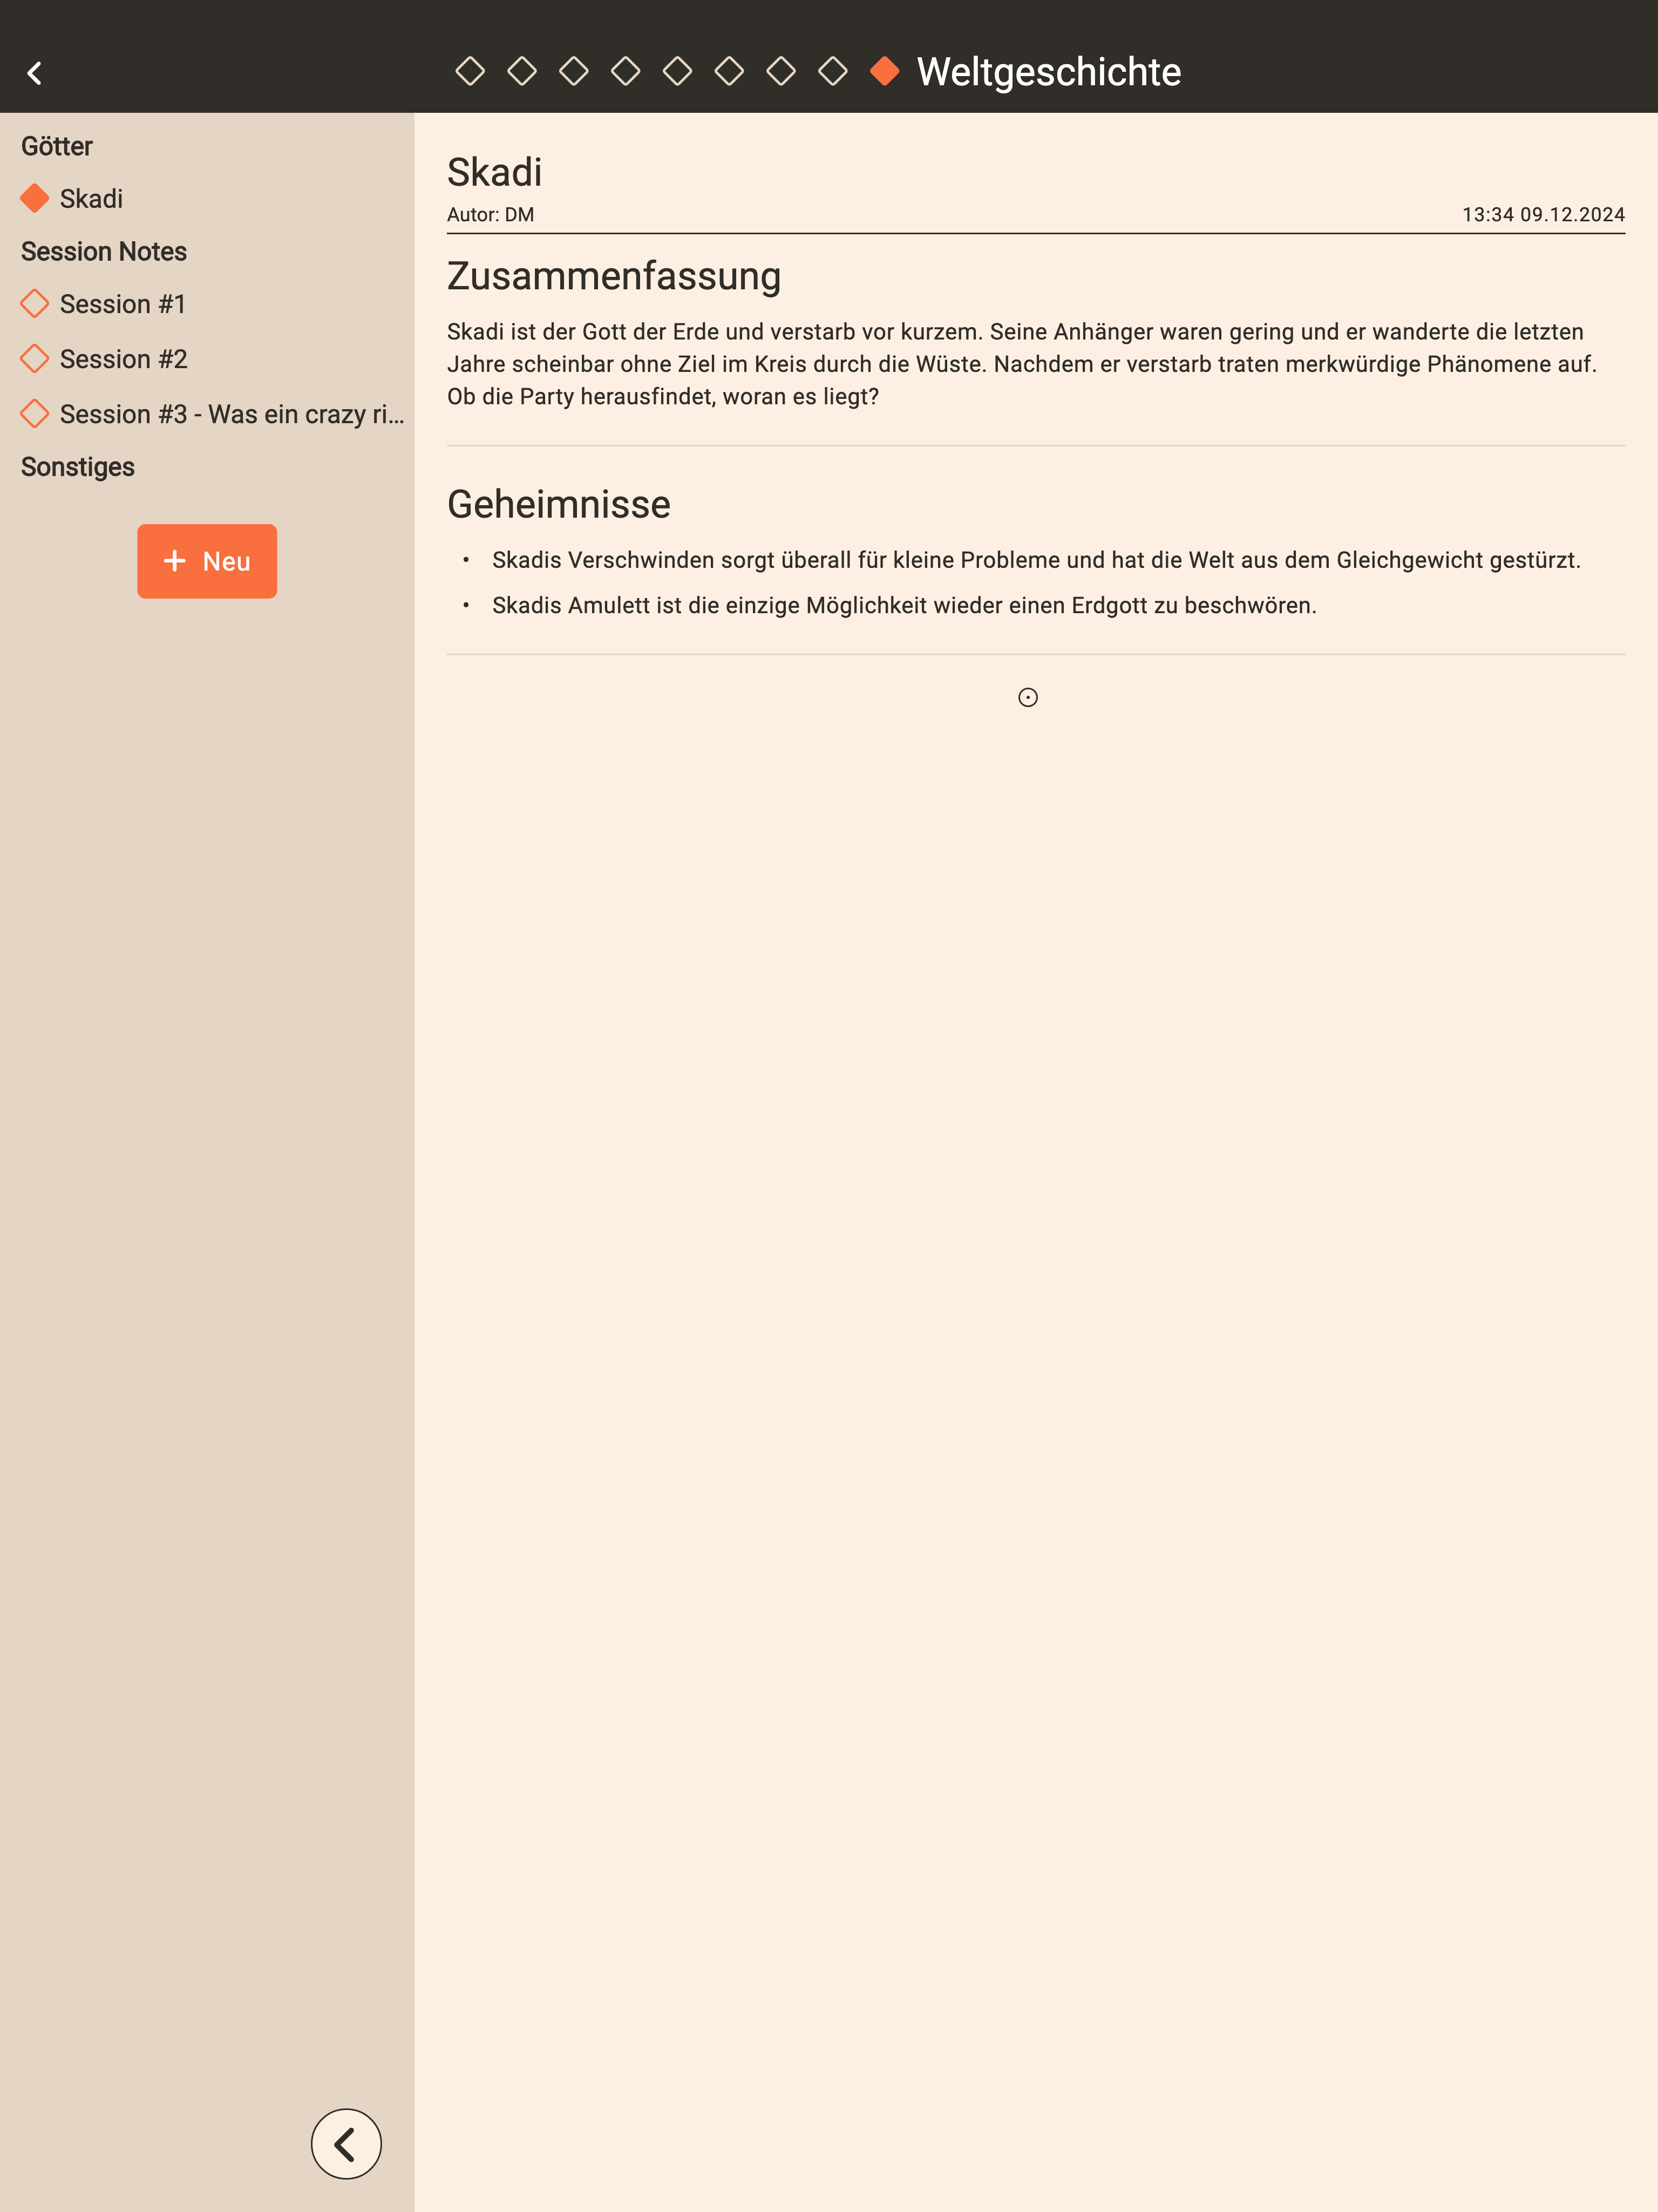 Weltgeschichte
Götter
Skadi
Session Notes
Session #1
Session #2
Session #3 - Was ein crazy ri...
Sonstiges
+ Neu
Skadi
Autor: DM
13:34 09.12.2024
Zusammenfassung
Skadi ist der Gott der Erde und verstarb vor kurzem. Seine Anhänger waren gering und er wanderte die letzten
Jahre scheinbar ohne Ziel im Kreis durch die Wüste. Nachdem er verstarb traten merkwürdige Phänomene auf.
Ob die Party herausfindet, woran es liegt?
Geheimnisse
• Skadis Verschwinden sorgt überall für kleine Probleme und hat die Welt aus dem Gleichgewicht gestürzt.
• Skadis Amulett ist die einzige Möglichkeit wieder einen Erdgott zu beschwören.